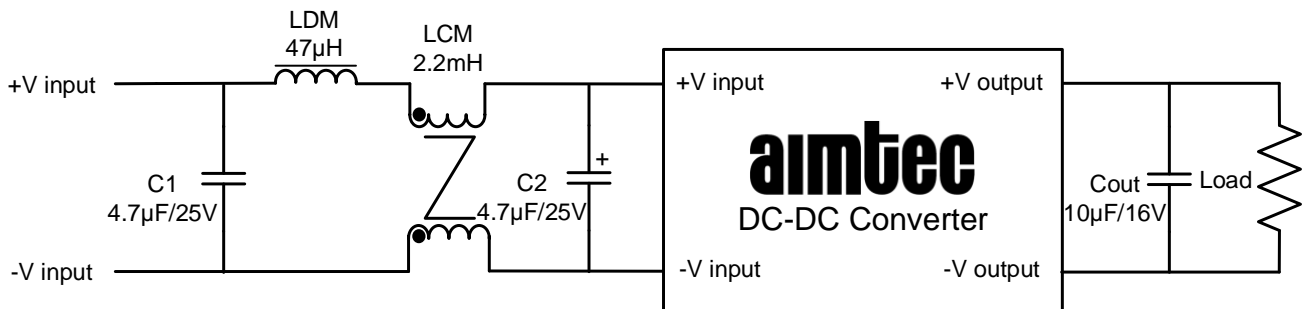 LDM
47µH
LCM
2.2mH
+V input
C1
4.7µF/25V
C2
4.7µF/25V
+
-V input
+V input
+V output
aimtec
DC-DC Converter
-V input
-V output
Cout
10µF/16V
Load